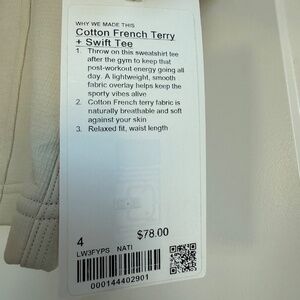 WHY WE MADE THIS
Cotton French Terry
+ Swift Tee
1. Throw on this sweatshirt tee
after the gym to keep that
post-workout energy going all
day. A lightweight, smooth
fabric overlay helps keep the
sporty vibes alive
2. Cotton French terry fabric is
naturally breathable and soft
against your skin
3. Relaxed fit, waist length
4 $78.00
LW3FYPS NATI
000144402901